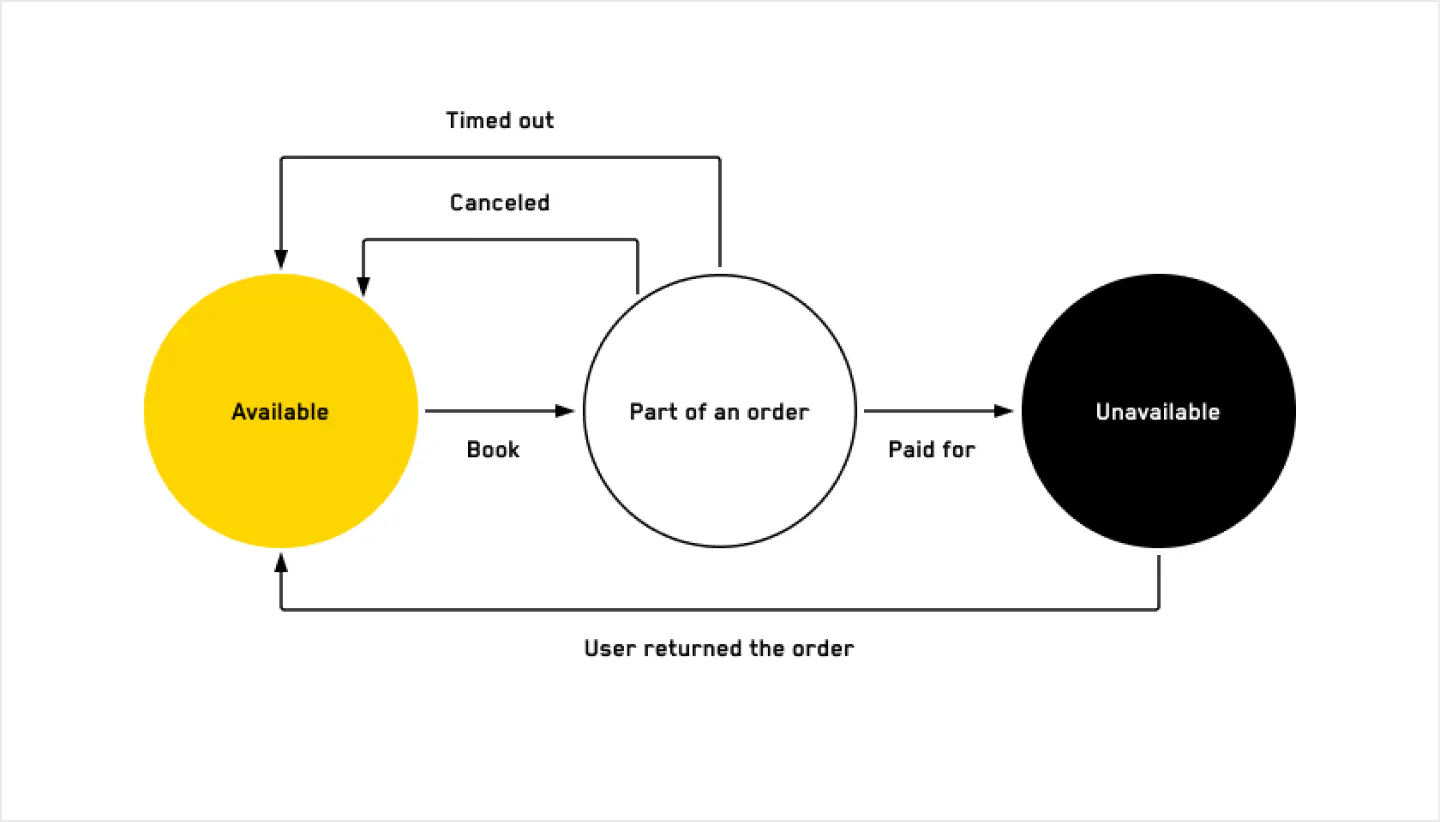 Timed out
Canceled
Available
Part of an order
Unavailable
Book
Paid for
User returned the order